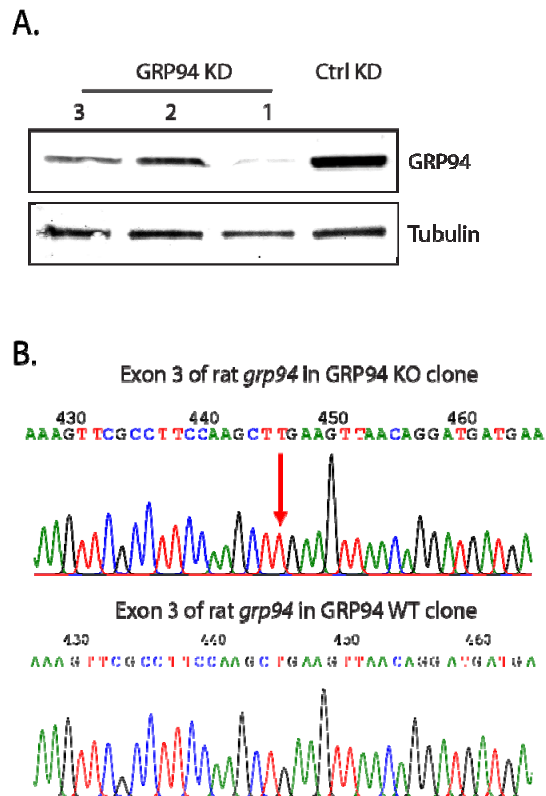 A.
GRP94 KD Ctrl KD
3 2 1
GRP94
Tubulin
B.
Exon 3 of rat grp94 in GRP94 KO clone
430 440 450 460
AAAGTTCGCCTTCCAAGCTTGAAGTTAACAGGATGATGAA
Exon 3 of rat grp94 in GRP94 WT clone
430 440 450 460
AAAGTTCGCCTTCCAAGCTGAAGTTAACAGGATGATGA